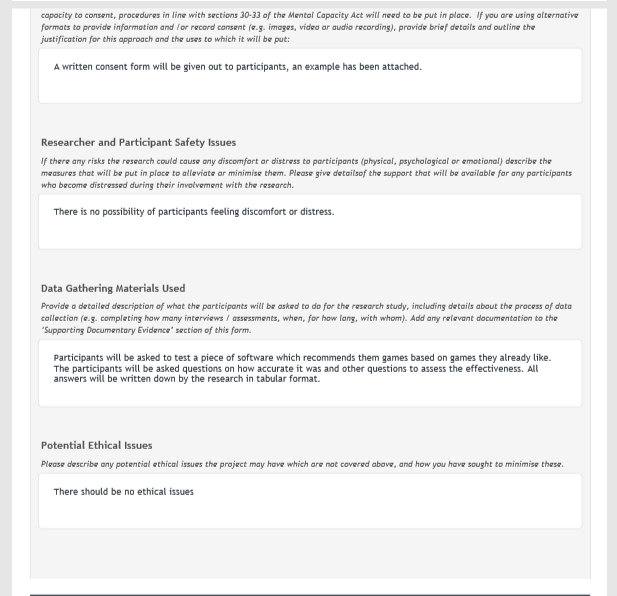 capacity to consent, procedures in line with sections 30-33 of the Mental Capacity Act will need to be put in place. If you are using alternative
formats to provide information and /or record consent (e.g. images, video or audio recording), provide brief details and outline the
justification for this approach and the uses to which it will be put:
A written consent form will be given out to participants, an example has been attached.
Researcher and Participant Safety Issues
If there any risks the research could cause any discomfort or distress to participants (physical, psychological or emotional) describe the
measures that will be put in place to alleviate or minimise them. Please give detailsof the support that will be available for any participants
who become distressed during their involvement with the research.
There is no possibility of participants feeling discomfort or distress.
Data Gathering Materials Used
Provide a detailed description of what the participants will be asked to do for the research study, including details about the process of data
collection (e.g. completing how many interviews / assessments, when, for how long, with whom). Add any relevant documentation to the
'Supporting Documentary Evidence' section of this form.
Participants will be asked to test a piece of software which recommends them games based on games they already like.
The participants will be asked questions on how accurate it was and other questions to assess the effectiveness. All
answers will be written down by the research in tabular format.
Potential Ethical Issues
Please describe any potential ethical issues the project may have which are not covered above, and how you have sought to minimise these.
There should be no ethical issues